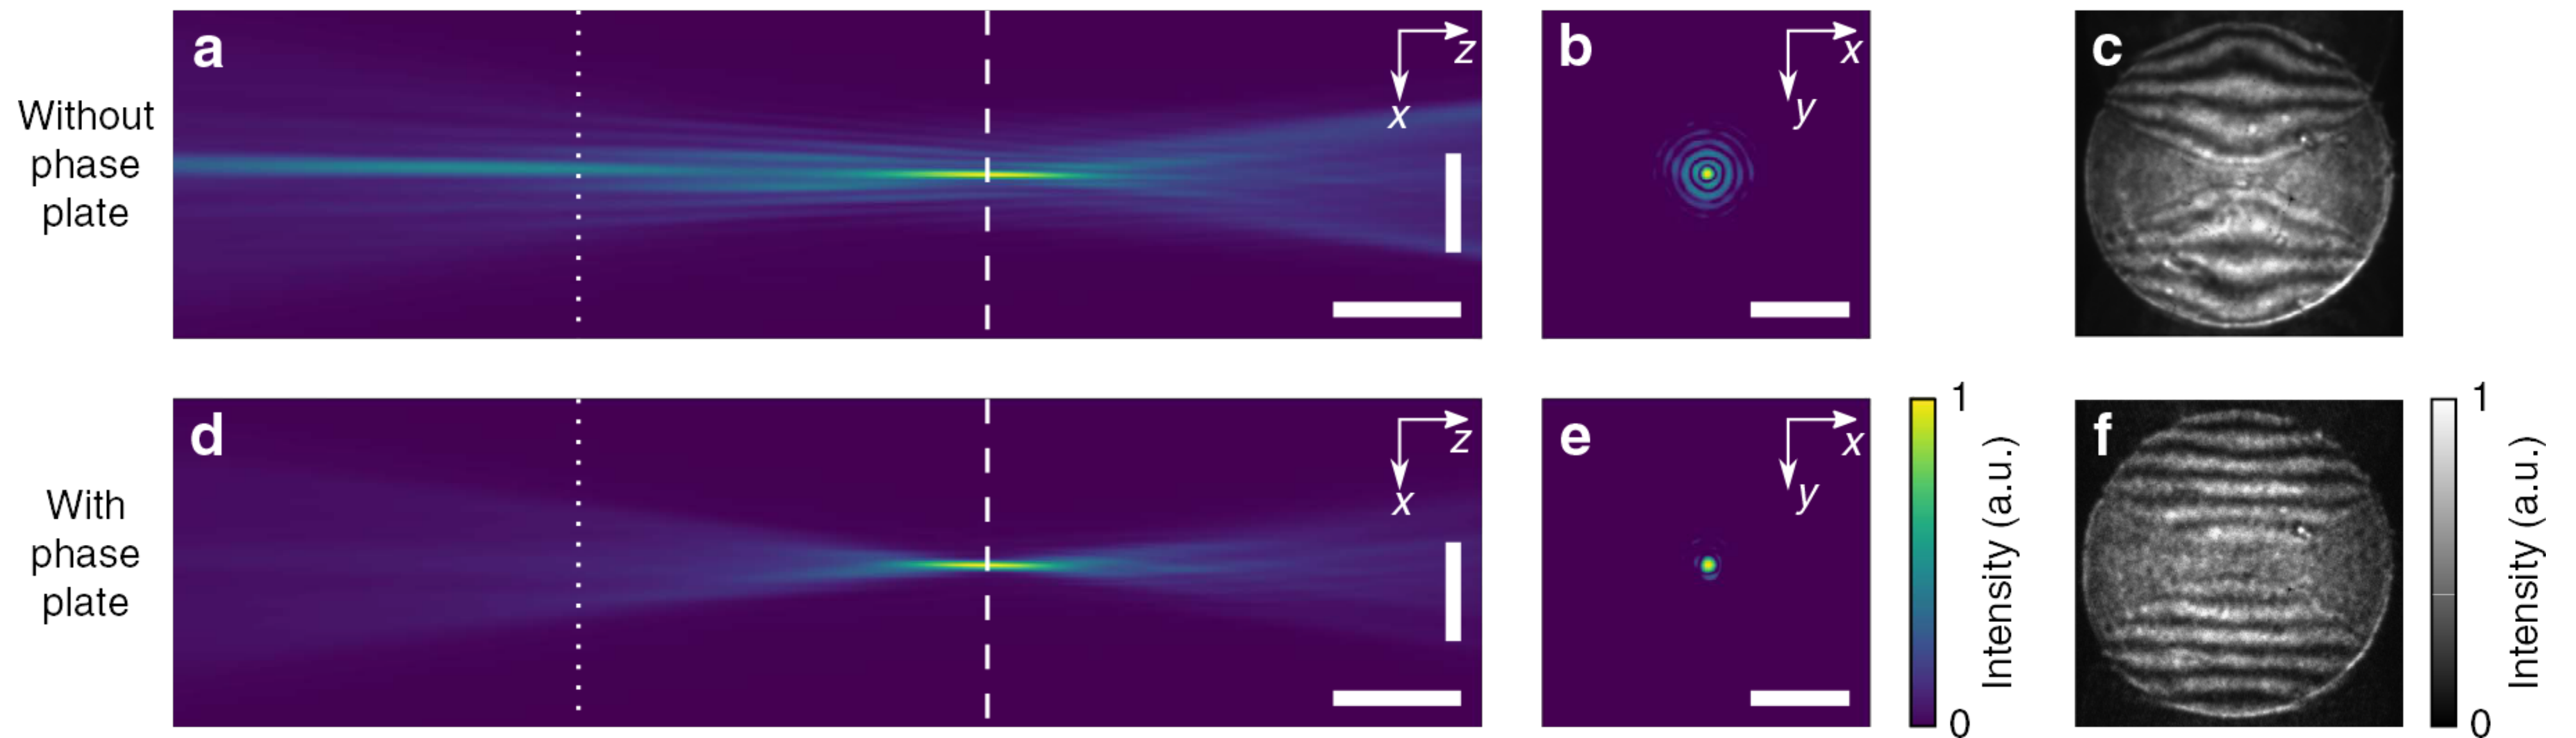 Without
phase
plate
a
z
x
b
x
y
c
With
phase
plate
d
z
x
e
x
y
1
Intensity (a.u.)
0
f
1
Intensity (a.u.)
0